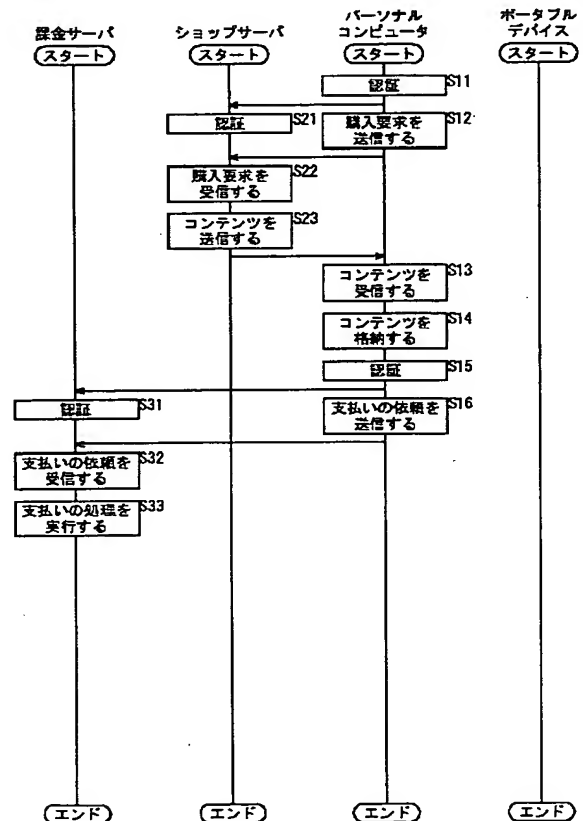 課金サーバ
ショップサーバ
パーソナル
コンピュータ
ポータブル
デバイス
スタート
スタート
スタート
スタート
認証
S11
認証
S21
購入要求を
送信する
S12
購入要求を
受信する
S22
コンテンツを
送信する
S23
コンテンツを
受信する
S13
コンテンツを
格納する
S14
認証
S15
認証
S31
支払いの依頼を
送信する
S16
支払いの依頼を
受信する
S32
支払いの処理を
実行する
S33
エンド
エンド
エンド
エンド